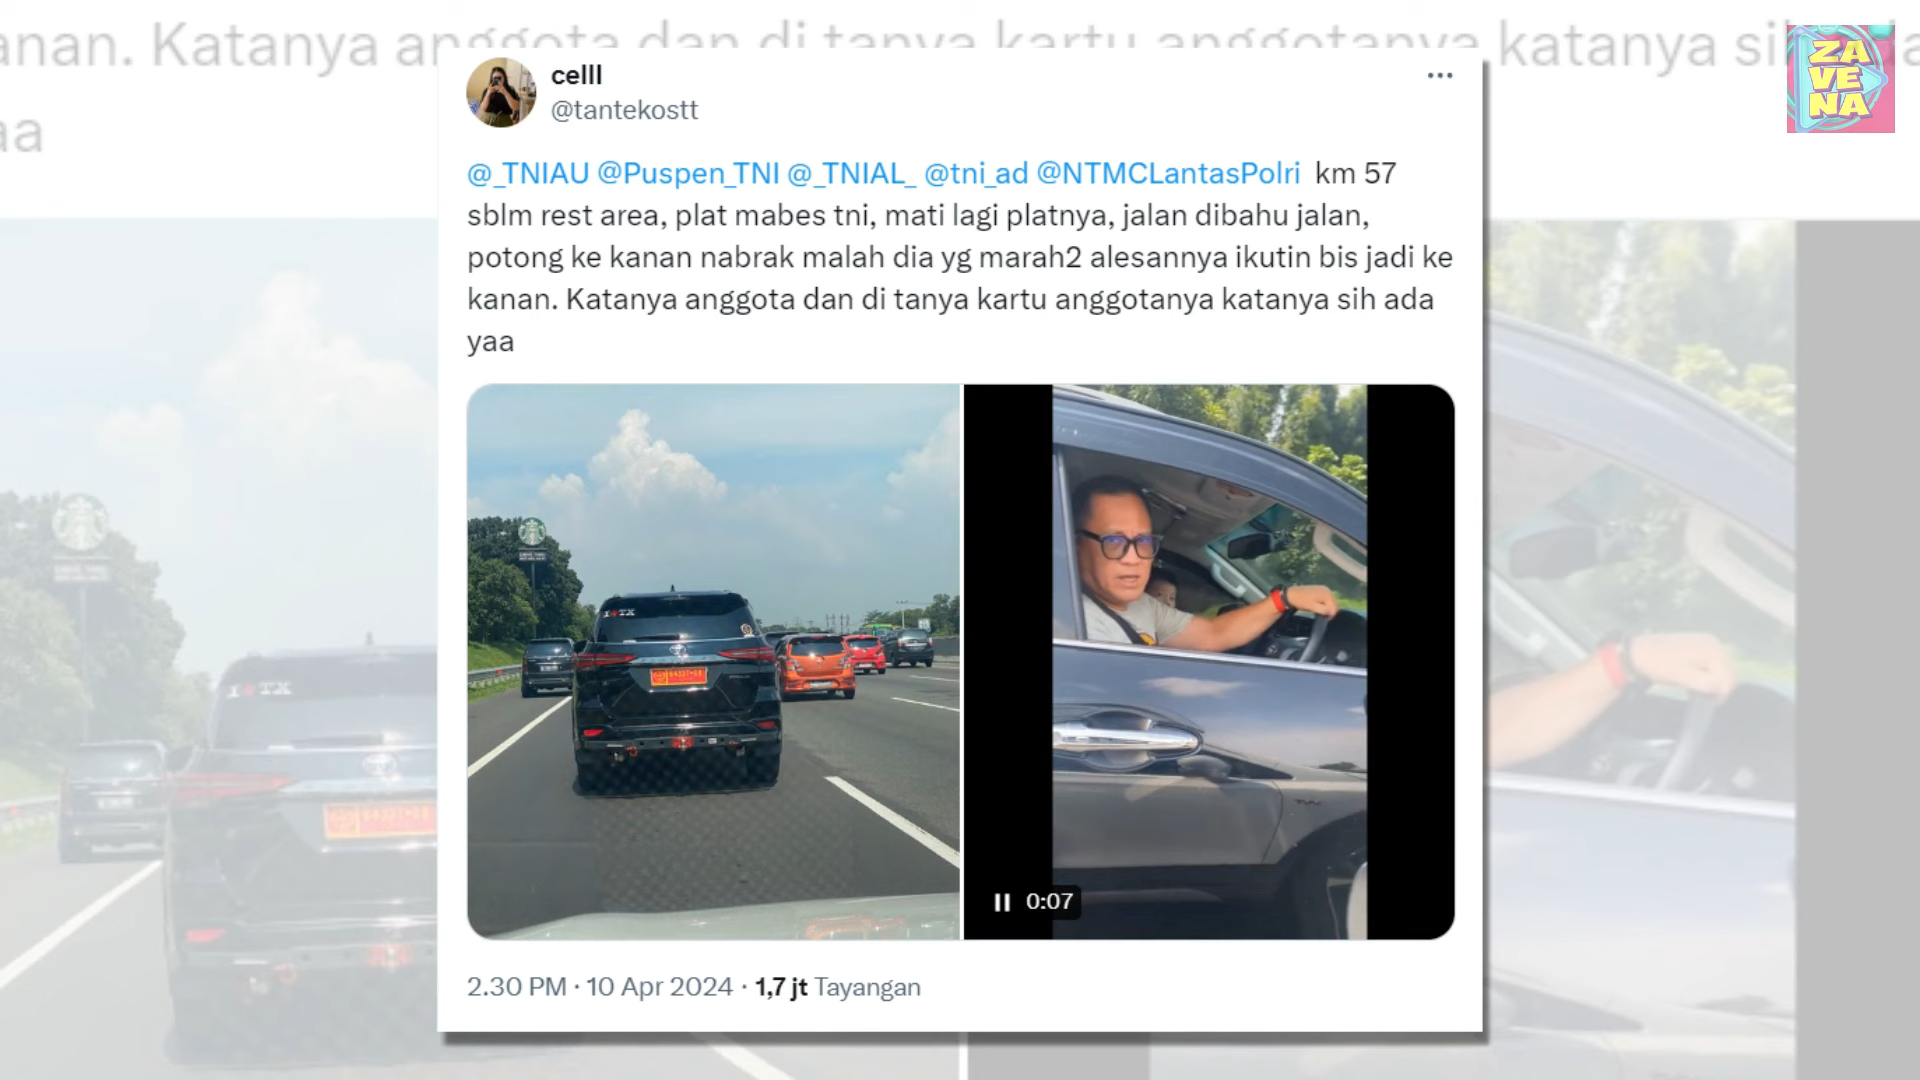 anan. Katanya anggota dan di tanya kartu anggotanya katanya sih
aa
ZA
VE
NA
celll
@tantekostt
@_TNIAU @Puspen_TNI @_TNIAL_ @tni_ad @NTMCLantasPolri km 57
sblm rest area, plat mabes tni, mati lagi platnya, jalan dibahu jalan,
potong ke kanan nabrak malah dia yg marah2 alesannya ikutin bis jadi ke
kanan. Katanya anggota dan di tanya kartu anggotanya katanya sih ada
yaa
0:07
2.30 PM · 10 Apr 2024 · 1,7 jt Tayangan